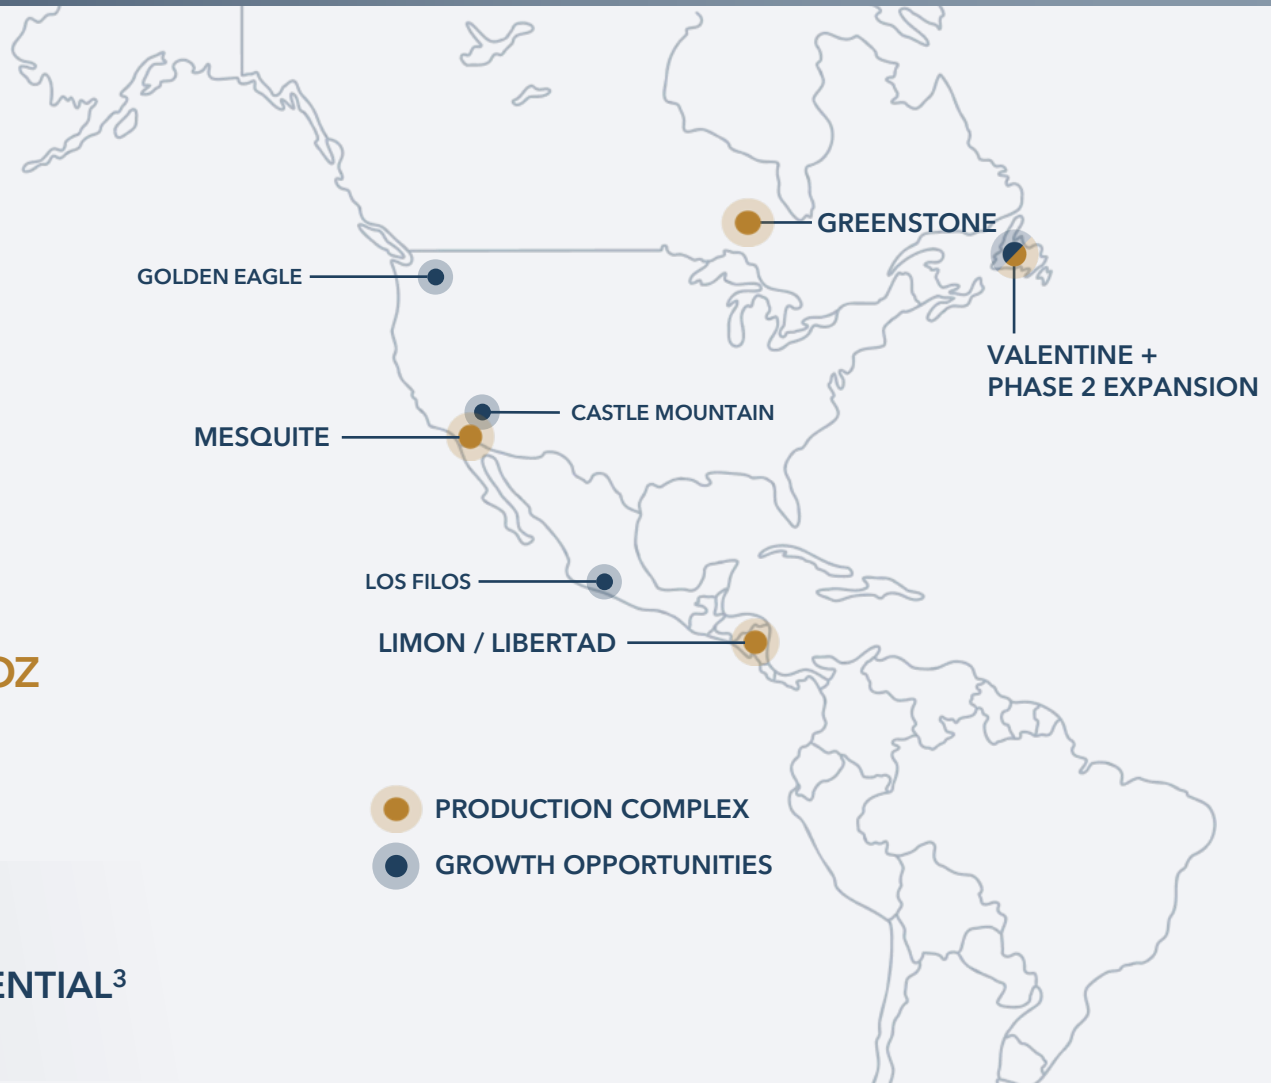 GREENSTONE
GOLDEN EAGLE
VALENTINE +
PHASE 2 EXPANSION
CASTLE MOUNTAIN
MESQUITE
LOS FILOS
LIMON / LIBERTAD
OZ
PRODUCTION COMPLEX
GROWTH OPPORTUNITIES
ENTIAL³